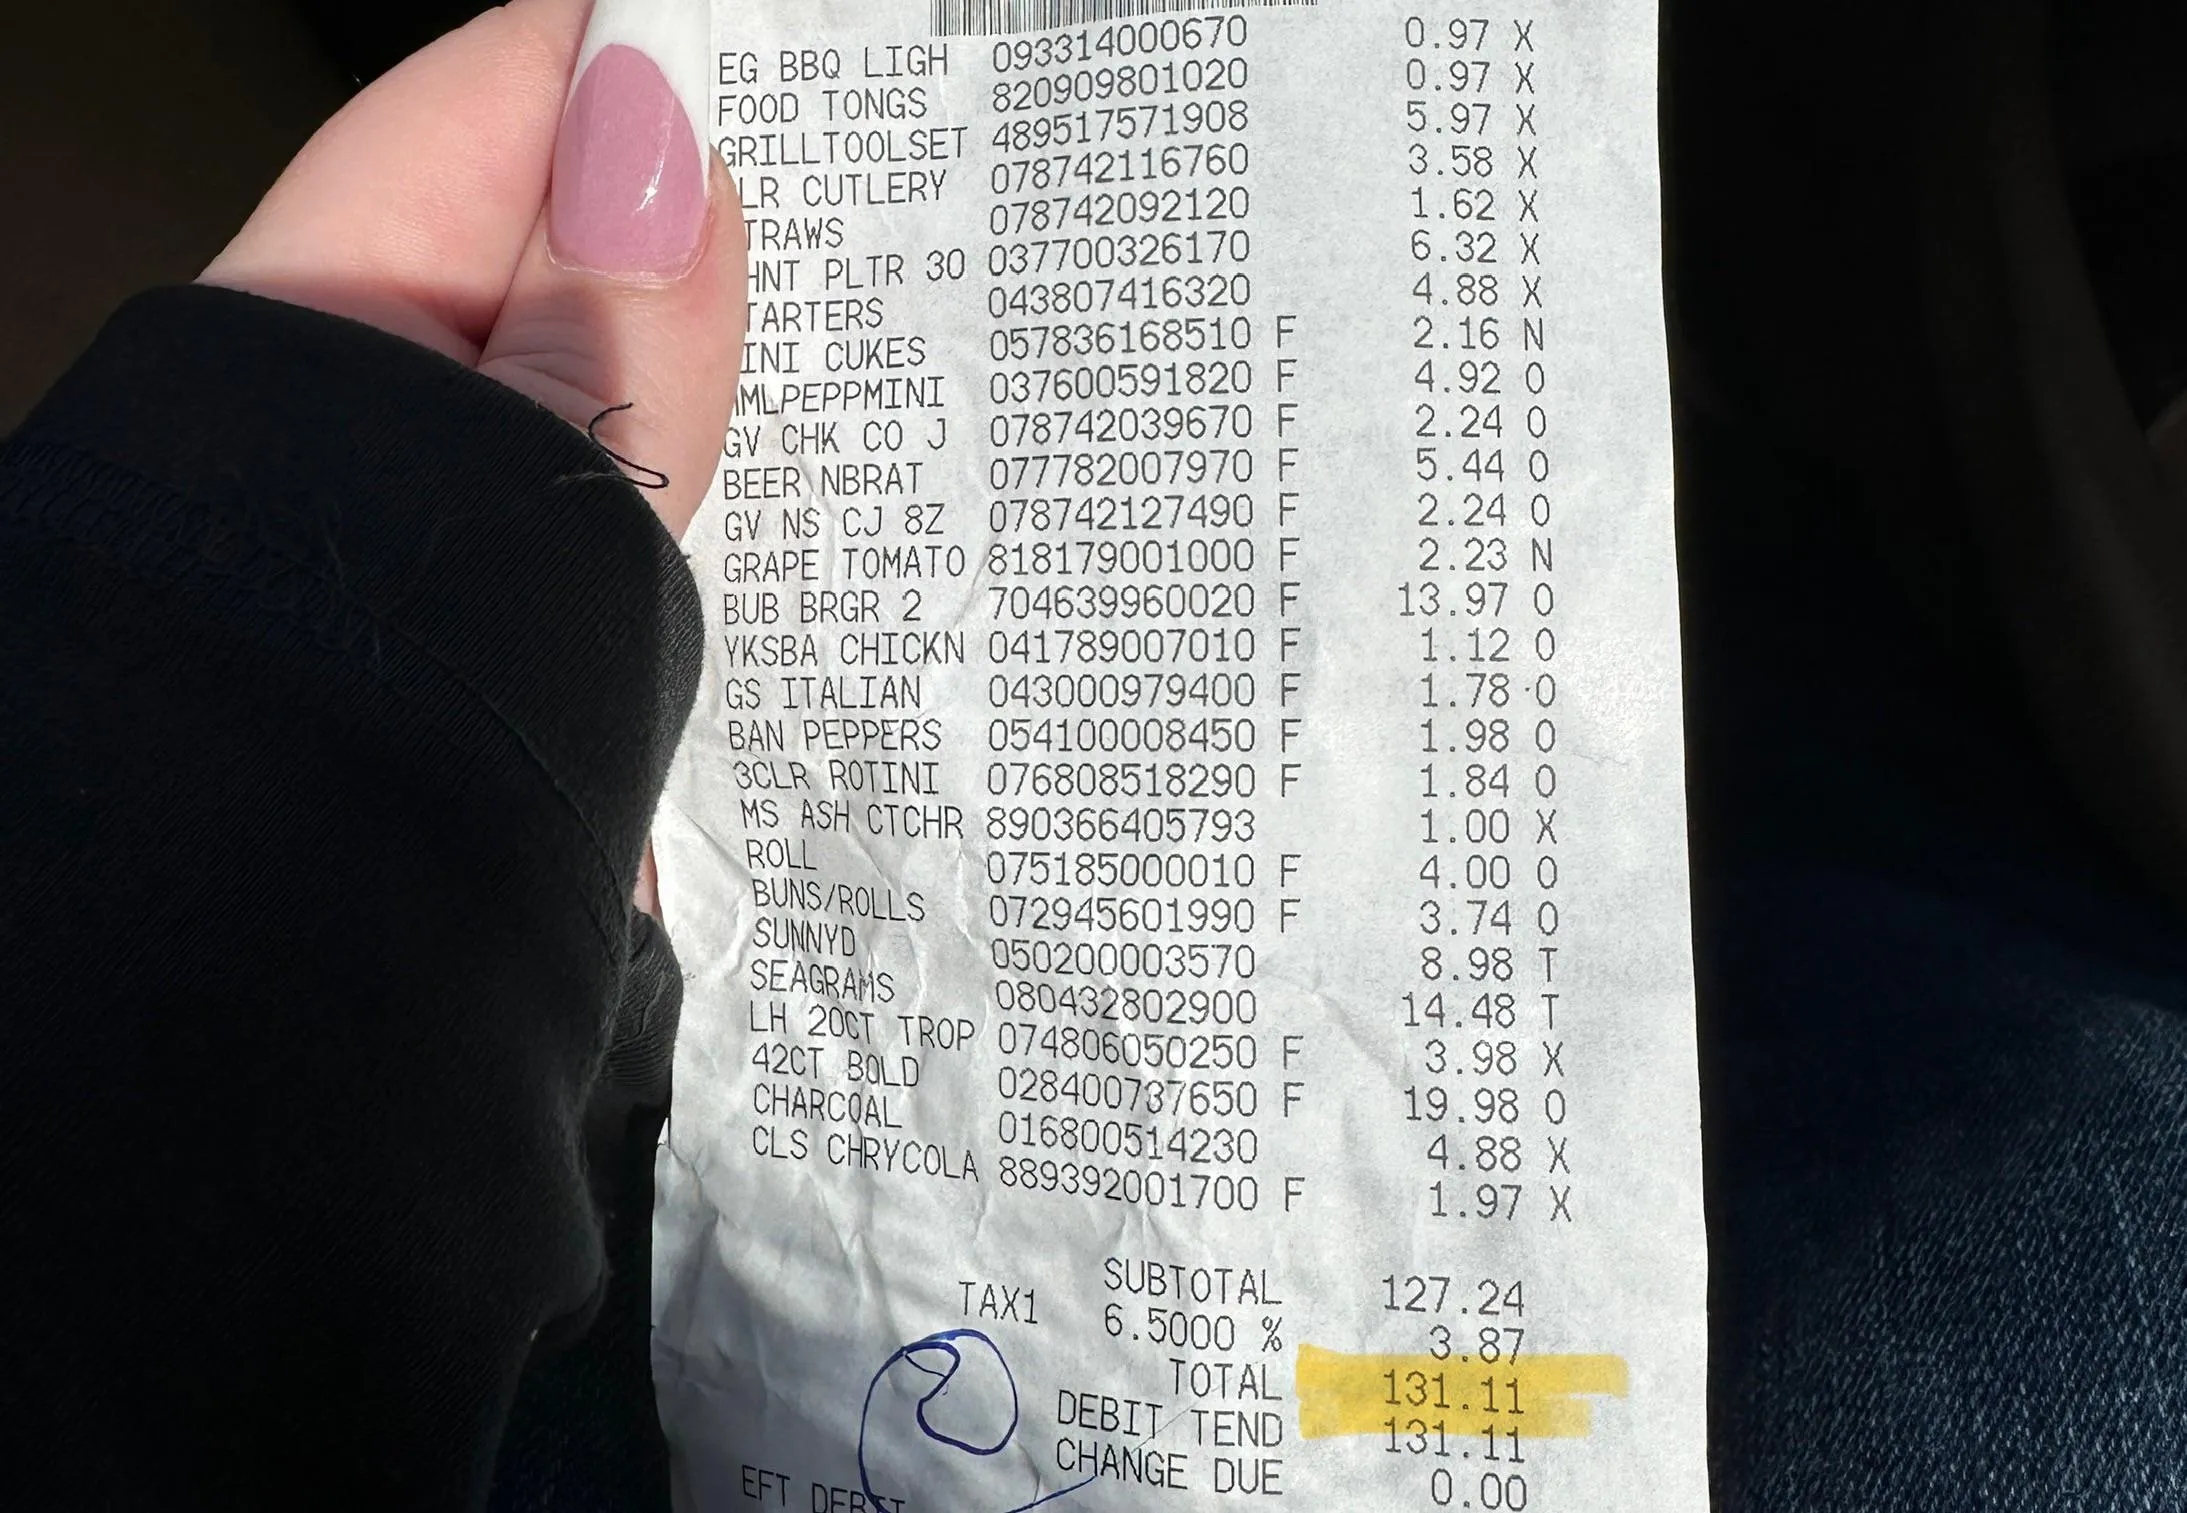 EG BBQ LIGH 093314000670 0.97 X
FOOD TONGS 820909801020 0.97 X
GRILLTOOLSET 489517571908 5.97 X
LR CUTLERY 078742116760 3.58 X
TRAWS 078742092120 1.62 X
HNT PLTR 30 037700326170 6.32 X
TARTERS 043807416320 4.88 X
INI CUKES 057836168510 F 2.16 N
MLPEPPMINI 037600591820 F 4.92 O
GV CHK CO J 078742039670 F 2.24 O
BEER NBRAT 077782007970 F 5.44 O
GV NS CJ 8Z 078742127490 F 2.24 O
GRAPE TOMATO 818179001000 F 2.23 N
BUB BRGR 2 704639960020 F 13.97 O
YKSBA CHICKN 041789007010 F 1.12 O
GS ITALIAN 043000979400 F 1.78 O
BAN PEPPERS 054100008450 F 1.98 O
3CLR ROTINI 076808518290 F 1.84 O
MS ASH CTCHR 890366405793 1.00 X
ROLL 075185000010 F 4.00 O
BUNS/ROLLS 072945601990 F 3.74 O
SUNNYD 050200003570 8.98 T
SEAGRAMS 080432802900 14.48 T
LH 20CT TROP 074806050250 F 3.98 X
42CT BOLD 028400737650 F 19.98 O
CHARCOAL 016800514230 4.88 X
CLS CHRYCOLA 889392001700 F 1.97 X
SUBTOTAL 127.24
TAX1 6.5000 % 3.87
TOTAL 131.11
DEBIT TEND 131.11
CHANGE DUE 0.00
EFT DEBIT